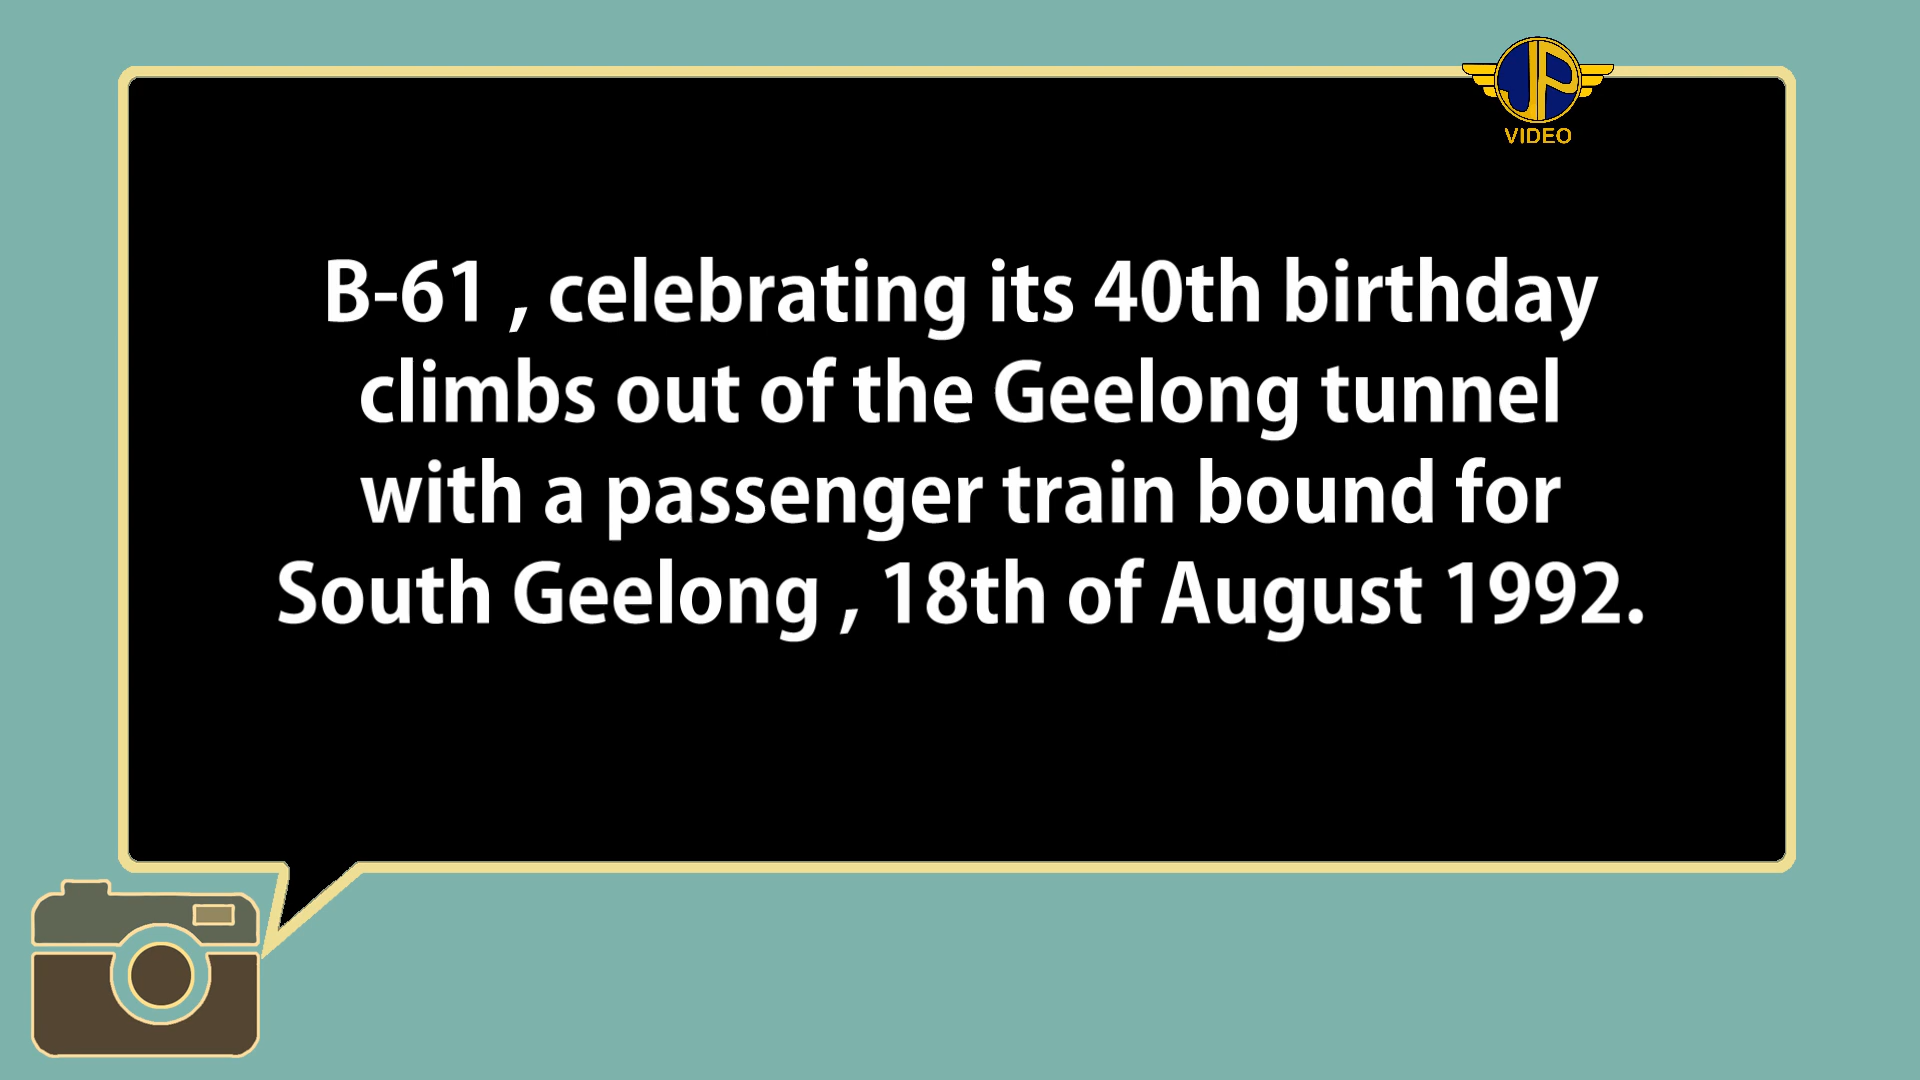 JP
VIDEO
B-61 , celebrating its 40th birthday
climbs out of the Geelong tunnel
with a passenger train bound for
South Geelong , 18th of August 1992.